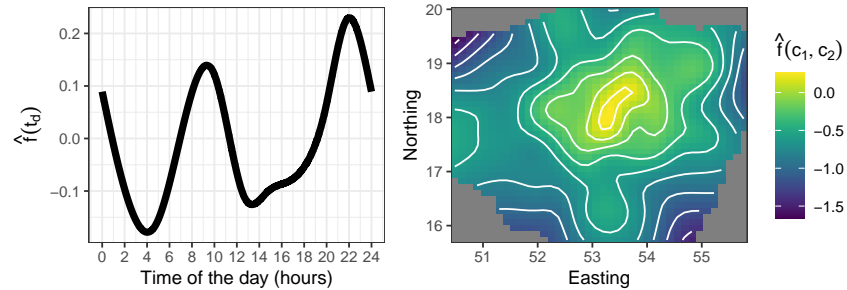 0.2
0.1
0.0
−0.1
f̂(t_d)
0 2 4 6 8 10 12 14 16 18 20 22 24
Time of the day (hours)
20
19
18
17
16
Northing
51 52 53 54 55
Easting
f̂(c₁, c₂)
0.0
−0.5
−1.0
−1.5